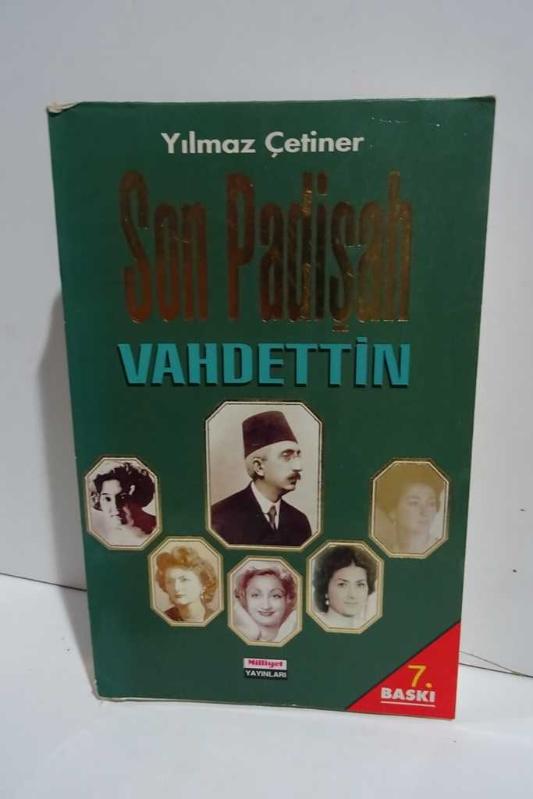 Yılmaz Çetiner
Son Padişah
VAHDETTİN
Milliyet
YAYINLARI
7.
BASKI